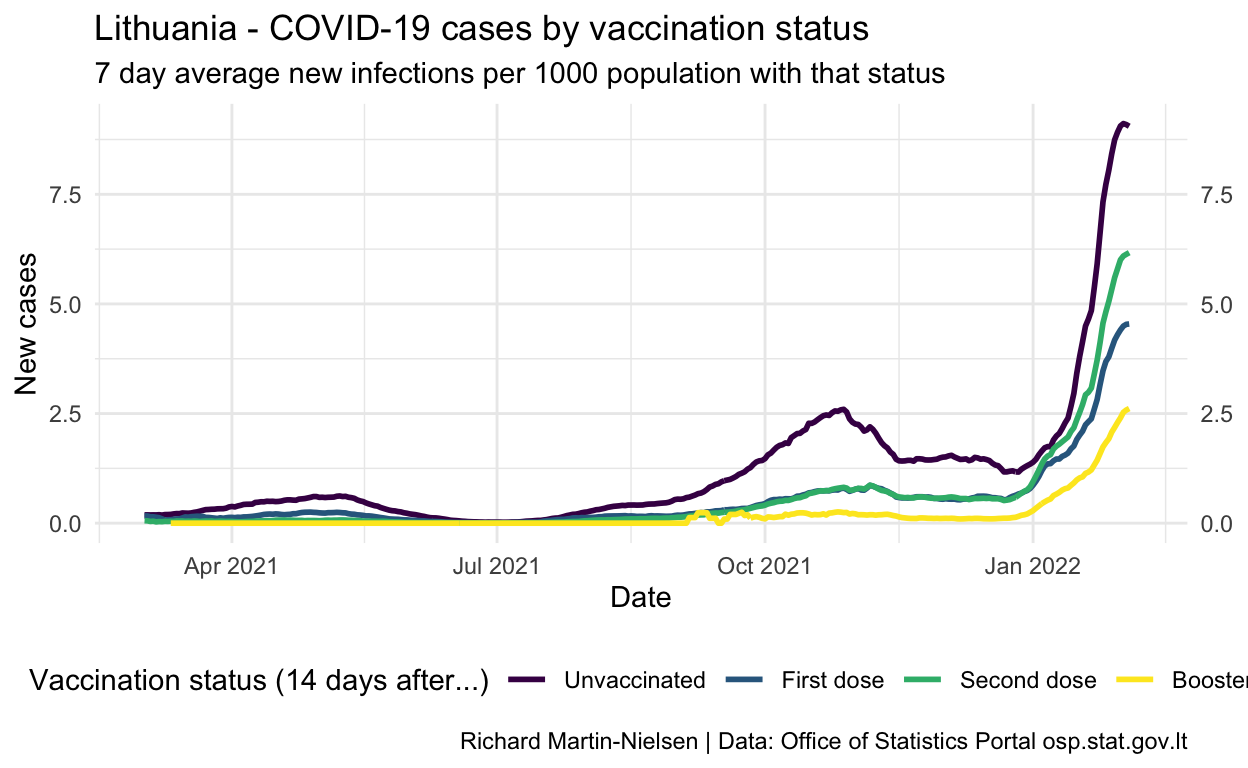 Lithuania - COVID-19 cases by vaccination status
7 day average new infections per 1000 population with that status
New cases
7.5
5.0
2.5
0.0
7.5
5.0
2.5
0.0
Apr 2021 Jul 2021 Oct 2021 Jan 2022
Date
Vaccination status (14 days after...) Unvaccinated First dose Second dose Booster
Richard Martin-Nielsen | Data: Office of Statistics Portal osp.stat.gov.lt